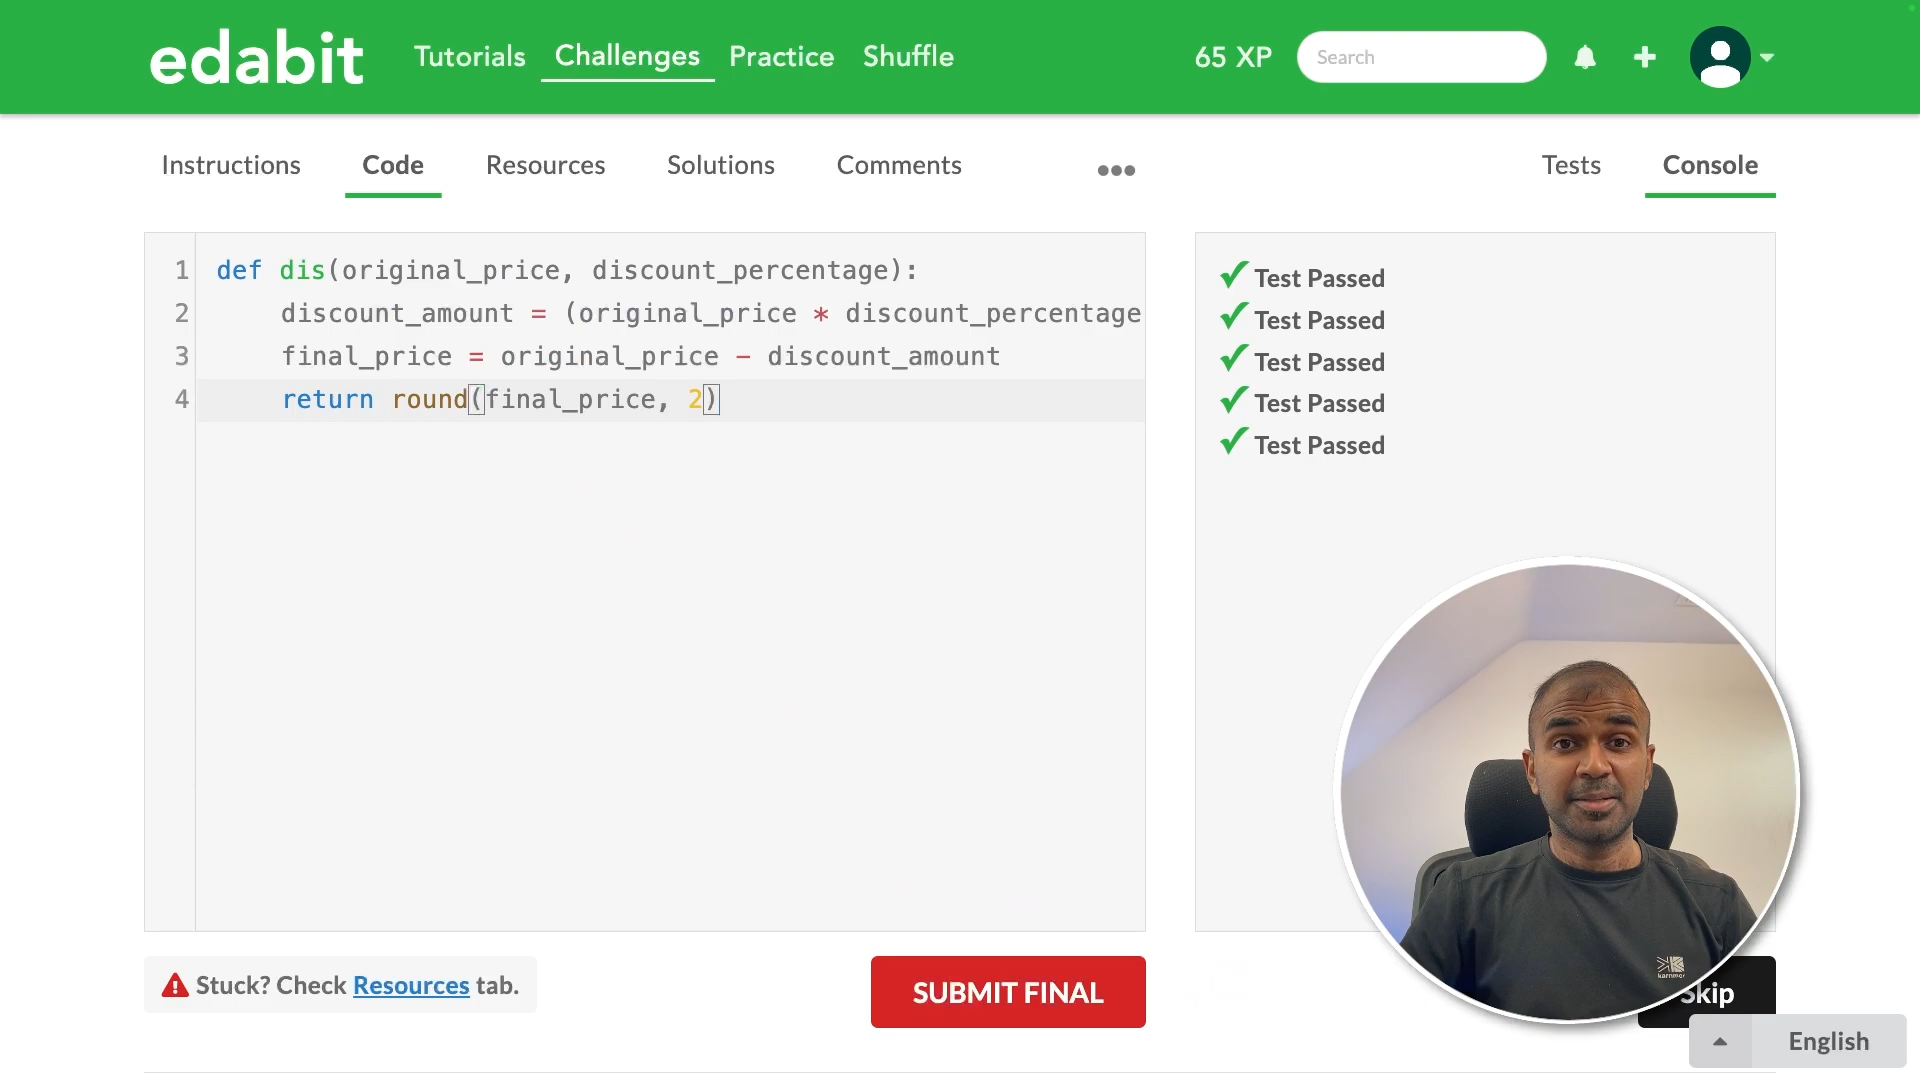 edabit Tutorials Challenges Practice Shuffle 65 XP Search
Instructions Code Resources Solutions Comments Tests Console
1 def dis(original_price, discount_percentage):
2 discount_amount = (original_price * discount_percentage
3 final_price = original_price - discount_amount
4 return round(final_price, 2)
Test Passed
Test Passed
Test Passed
Test Passed
Test Passed
Stuck? Check Resources tab.
SUBMIT FINAL
Skip
English